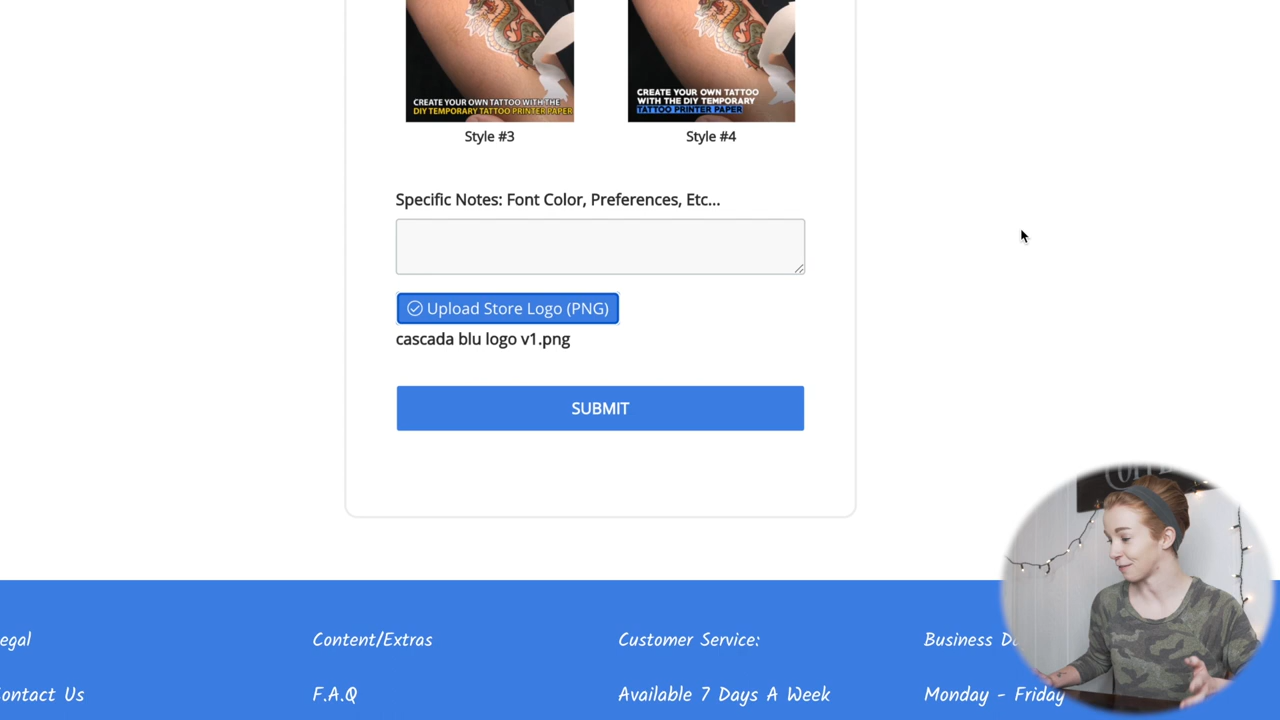 CREATE YOUR OWN TATTOO WITH THE
DIY TEMPORARY TATTOO PRINTER PAPER
CREATE YOUR OWN TATTOO
WITH THE DIY TEMPORARY
TATTOO PRINTER PAPER
Style #3
Style #4
Specific Notes: Font Color, Preferences, Etc...
Upload Store Logo (PNG)
cascada blu logo v1.png
SUBMIT
egal
Content/Extras
Customer Service:
Business D
ontact Us
F.A.Q
Available 7 Days A Week
Monday - Friday